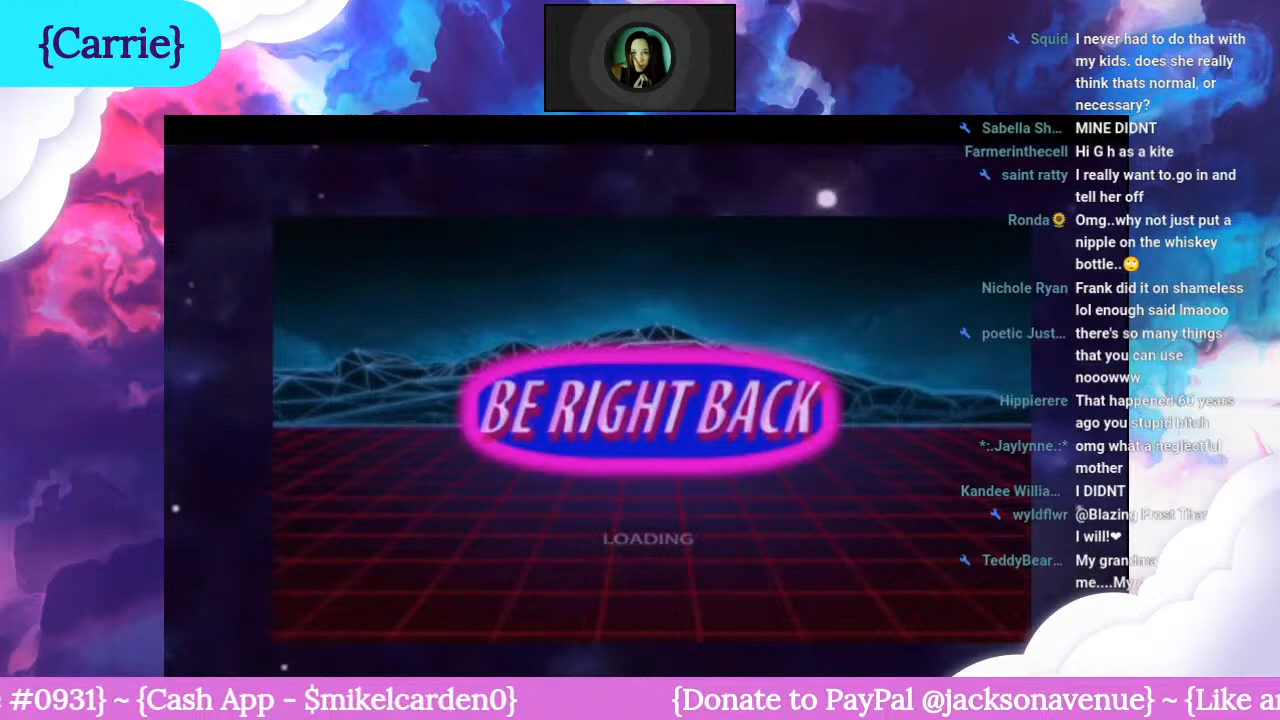 {Carrie}
Squid I never had to do that with
my kids. does she really
think thats normal, or
necessary?
Sabella Sh... MINE DIDNT
Farmerinthecell Hi G h as a kite
saint ratty I really want to.go in and
tell her off
Ronda🌻 Omg..why not just put a
nipple on the whiskey
bottle..🙄
Nichole Ryan Frank did it on shameless
lol enough said lmaooo
poetic Just... there's so many things
that you can use
nooowww
Hippierere That happened 60 years
ago you stupid bitch
*:.Jaylynne.:* omg what a neglectful
mother
Kandee Willia... I DIDNT
wyldflwr @Blazing Frost
I will!❤
TeddyBear... My grandma
me....My
BE RIGHT BACK
LOADING
#0931} ~ {Cash App - $mikelcarden0} {Donate to PayPal @jacksonavenue} ~ {Like